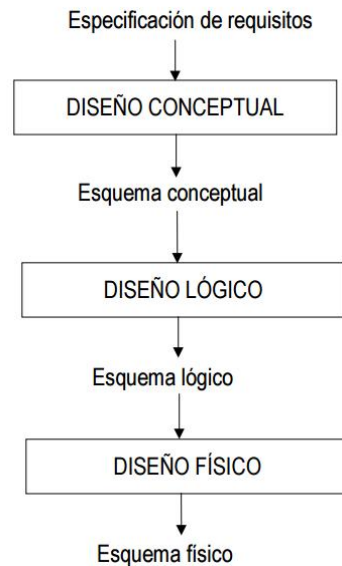 Especificación de requisitos
DISEÑO CONCEPTUAL
Esquema conceptual
DISEÑO LÓGICO
Esquema lógico
DISEÑO FÍSICO
Esquema físico